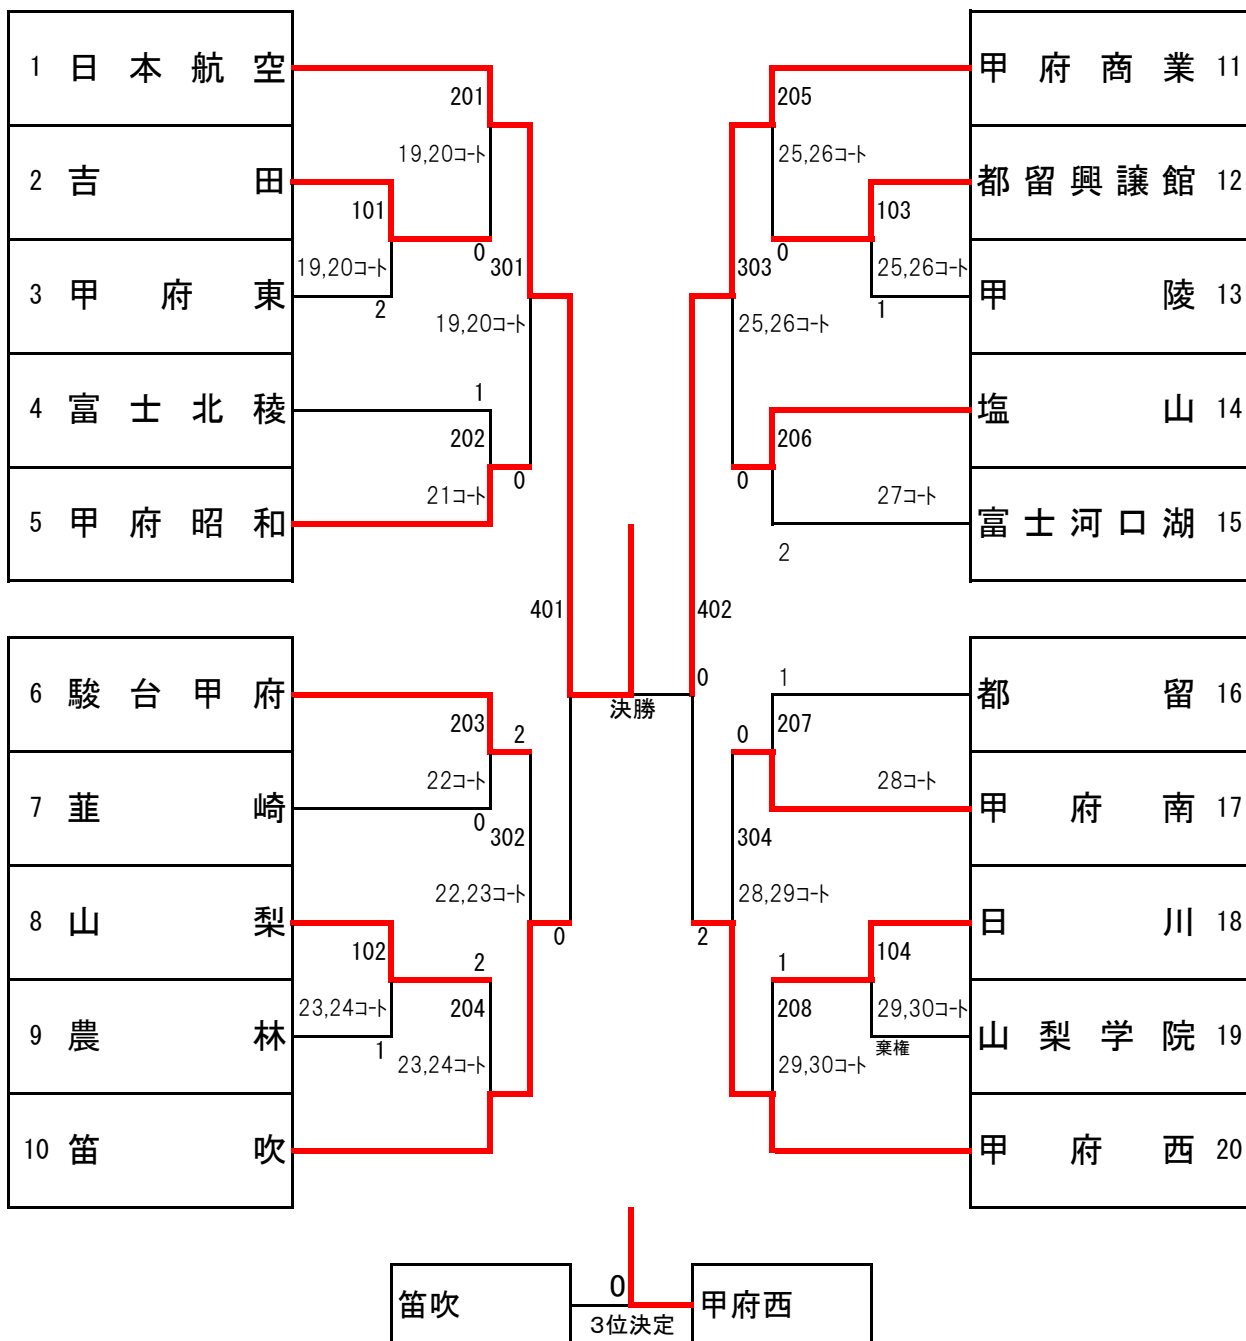 1 日本航空
2 吉田
3 甲府東
4 富士北稜
5 甲府昭和
6 駿台甲府
7 韮崎
8 山梨
9 農林
10 笛吹
201
19,20コート
101
0
19,20コート
2
301
19,20コート
1
202
21コート
0
401
203
2
22コート
0
302
22,23コート
0
102
2
23,24コート
204
1
23,24コート
決勝
0
甲府商業 11
都留興譲館 12
甲陵 13
塩山 14
富士河口湖 15
都留 16
甲府南 17
日川 18
山梨学院 19
甲府西 20
205
25,26コート
103
0
25,26コート
1
303
25,26コート
206
0
27コート
2
402
1
0
207
28コート
304
28,29コート
2
1
104
208
29,30コート
棄権
29,30コート
笛吹
0
3位決定
甲府西